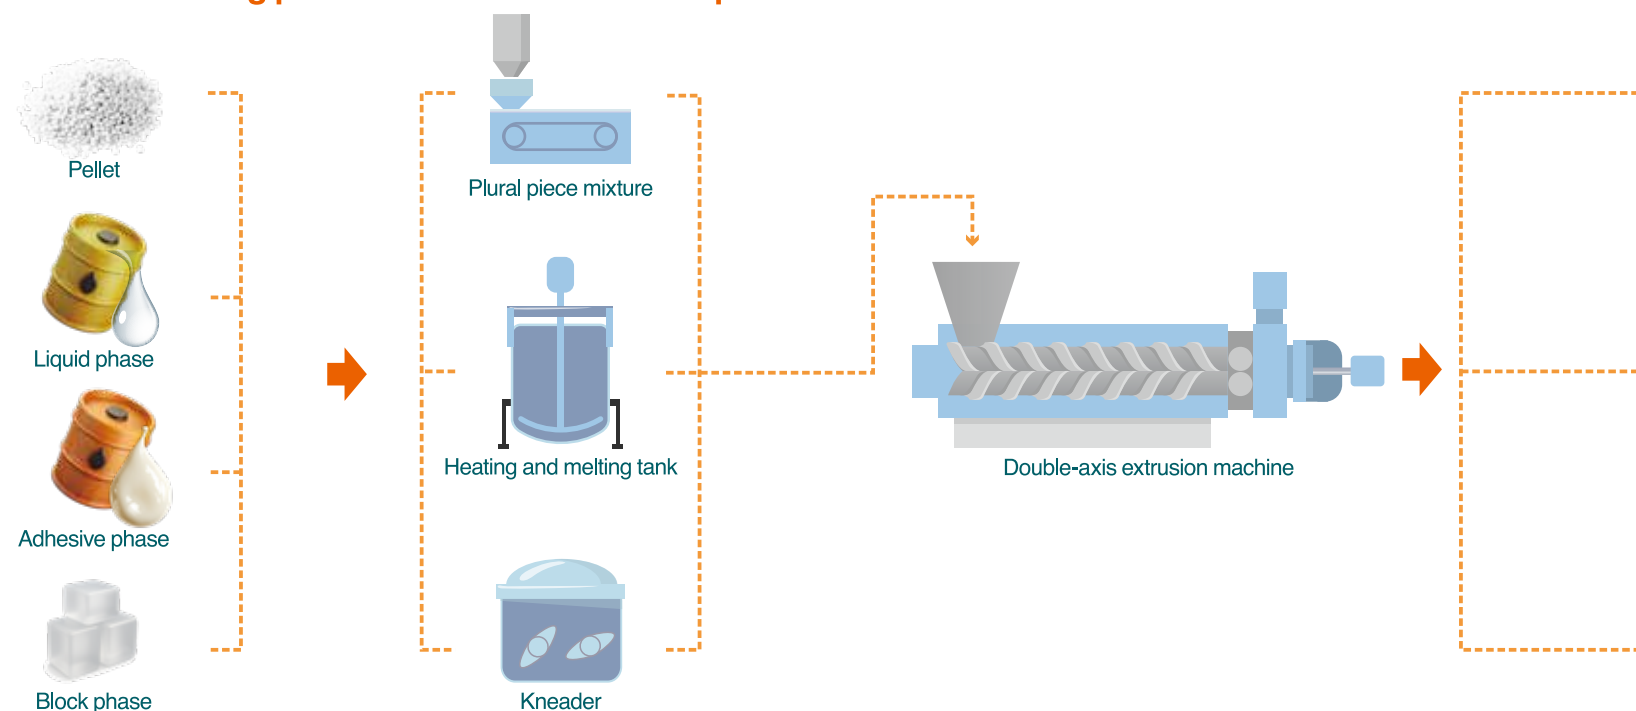 Pellet
Plural piece mixture
Liquid phase
Heating and melting tank
Double-axis extrusion machine
Adhesive phase
Block phase
Kneader